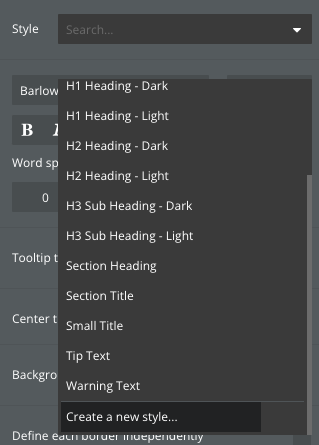 Style Search...
H1 Heading - Dark
Barlow
H1 Heading - Light
B
H2 Heading - Dark
Word sp
H2 Heading - Light
0
H3 Sub Heading - Dark
H3 Sub Heading - Light
Tooltip t
Section Heading
Section Title
Center t
Small Title
Tip Text
Backgro
Warning Text
Create a new style...
Define each border independently